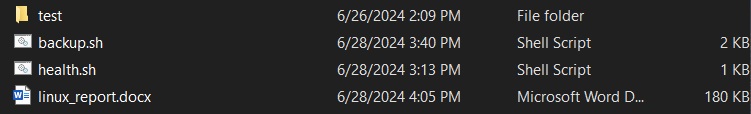 test 6/26/2024 2:09 PM File folder
backup.sh 6/28/2024 3:40 PM Shell Script 2 KB
health.sh 6/28/2024 3:13 PM Shell Script 1 KB
linux_report.docx 6/28/2024 4:05 PM Microsoft Word D... 180 KB